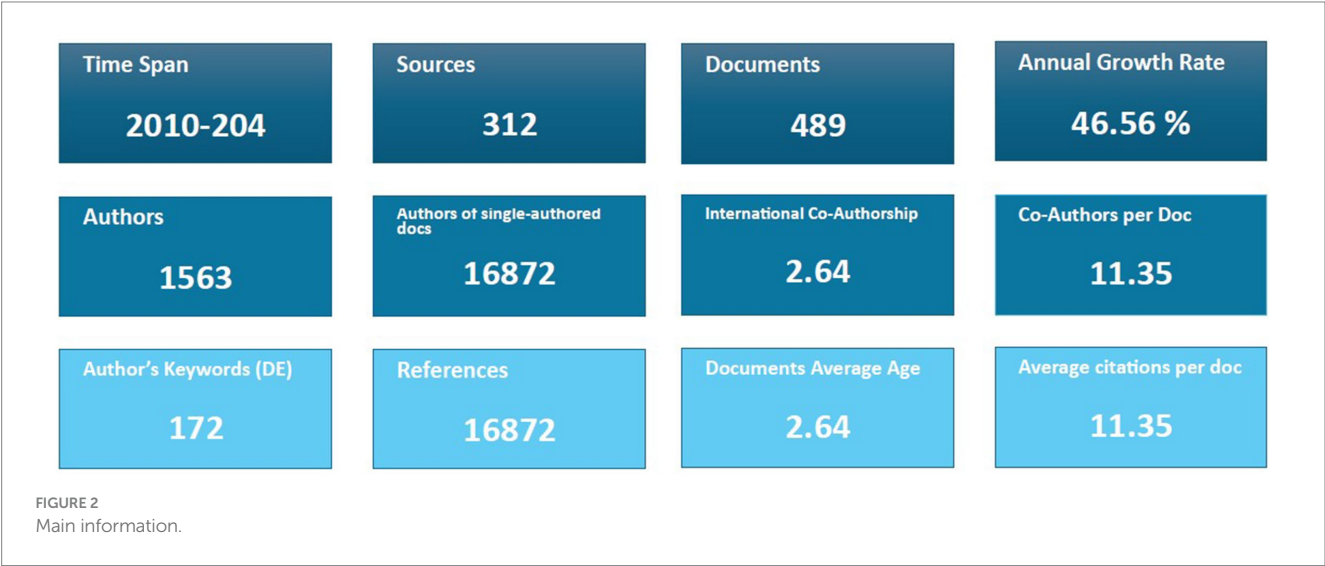 Time Span
2010-204
Sources
312
Documents
489
Annual Growth Rate
46.56 %
Authors
1563
Authors of single-authored
docs
16872
International Co-Authorship
2.64
Co-Authors per Doc
11.35
Author's Keywords (DE)
172
References
16872
Documents Average Age
2.64
Average citations per doc
11.35
FIGURE 2
Main information.